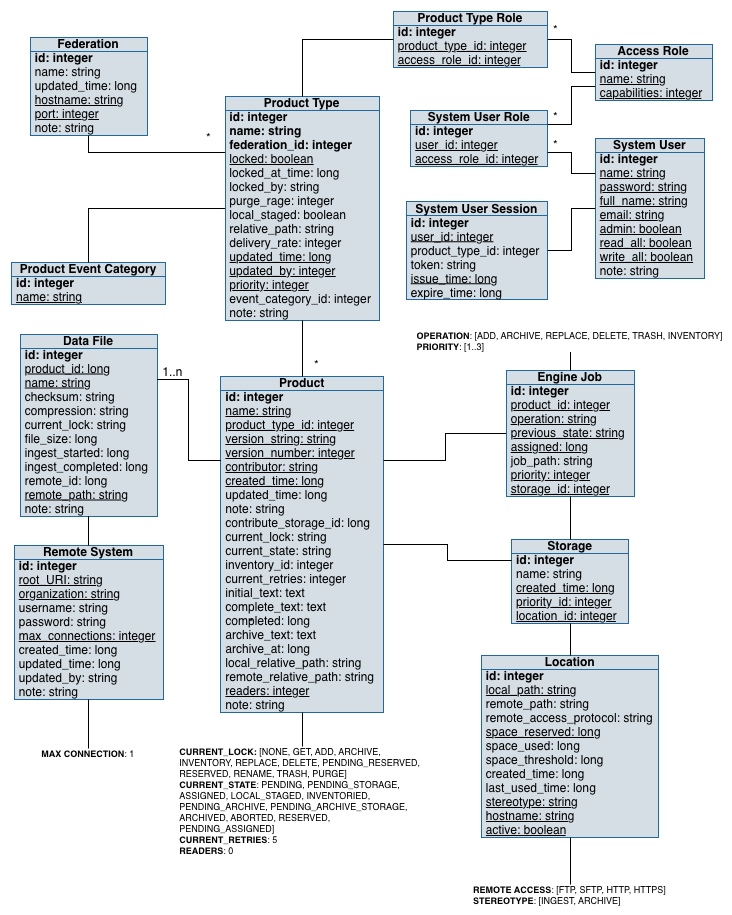 Product Type Role
id: integer
product_type_id: integer
access_role_id: integer
*
Federation
id: integer
name: string
updated_time: long
hostname: string
port: integer
note: string
*
Access Role
id: integer
name: string
capabilities: integer
Product Type
id: integer
name: string
federation_id: integer
locked: boolean
locked_at_time: long
locked_by: string
purge_rage: integer
local_staged: boolean
relative_path: string
delivery_rate: integer
updated_time: long
updated_by: integer
priority: integer
event_category_id: integer
note: string
*
System User Role
id: integer
user_id: integer
access_role_id: integer
*
*
System User
id: integer
name: string
password: string
full_name: string
email: string
admin: boolean
read_all: boolean
write_all: boolean
note: string
System User Session
id: integer
user_id: integer
product_type_id: integer
token: string
issue_time: long
expire_time: long
Product Event Category
id: integer
name: string
Data File
id: integer
product_id: long
name: string
checksum: string
compression: string
current_lock: string
file_size: long
ingest_started: long
ingest_completed: long
remote_id: long
remote_path: string
note: string
1..n
OPERATION: [ADD, ARCHIVE, REPLACE, DELETE, TRASH, INVENTORY]
PRIORITY: [1..3]
Product
id: integer
name: string
product_type_id: integer
version_string: string
version_number: integer
contributor: string
created_time: long
updated_time: long
note: string
contribute_storage_id: long
current_lock: string
current_state: string
inventory_id: integer
current_retries: integer
initial_text: text
complete_text: text
completed: long
archive_text: text
archive_at: long
local_relative_path: string
remote_relative_path: string
readers: integer
note: string
Engine Job
id: integer
product_id: integer
operation: string
previous_state: string
assigned: long
job_path: string
priority: integer
storage_id: integer
Storage
id: integer
name: string
created_time: long
priority_id: integer
location_id: integer
Remote System
id: integer
root_URI: string
organization: string
username: string
password: string
max_connections: integer
created_time: long
updated_time: long
updated_by: string
note: string
Location
id: integer
local_path: string
remote_path: string
remote_access_protocol: string
space_reserved: long
space_used: long
space_threshold: long
created_time: long
last_used_time: long
stereotype: string
hostname: string
active: boolean
MAX CONNECTION: 1
CURRENT_LOCK: [NONE, GET, ADD, ARCHIVE,
INVENTORY, REPLACE, DELETE, PENDING_RESERVED,
RESERVED, RENAME, TRASH, PURGE]
CURRENT_STATE: PENDING, PENDING_STORAGE,
ASSIGNED, LOCAL_STAGED, INVENTORIED,
PENDING_ARCHIVE, PENDING_ARCHIVE_STORAGE,
ARCHIVED, ABORTED, RESERVED,
PENDING_ASSIGNED]
CURRENT_RETRIES: 5
READERS: 0
REMOTE ACCESS: [FTP, SFTP, HTTP, HTTPS]
STEREOTYPE: [INGEST, ARCHIVE]